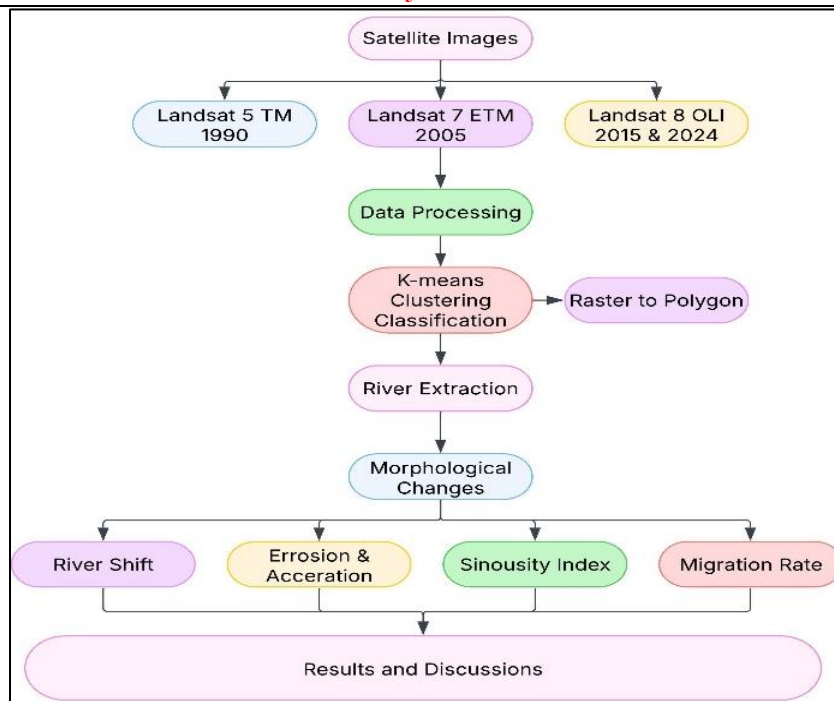 Satellite Images
Landsat 5 TM
1990
Landsat 7 ETM
2005
Landsat 8 OLI
2015 & 2024
Data Processing
K-means
Clustering
Classification
Raster to Polygon
River Extraction
Morphological
Changes
River Shift
Errosion &
Acceration
Sinousity Index
Migration Rate
Results and Discussions